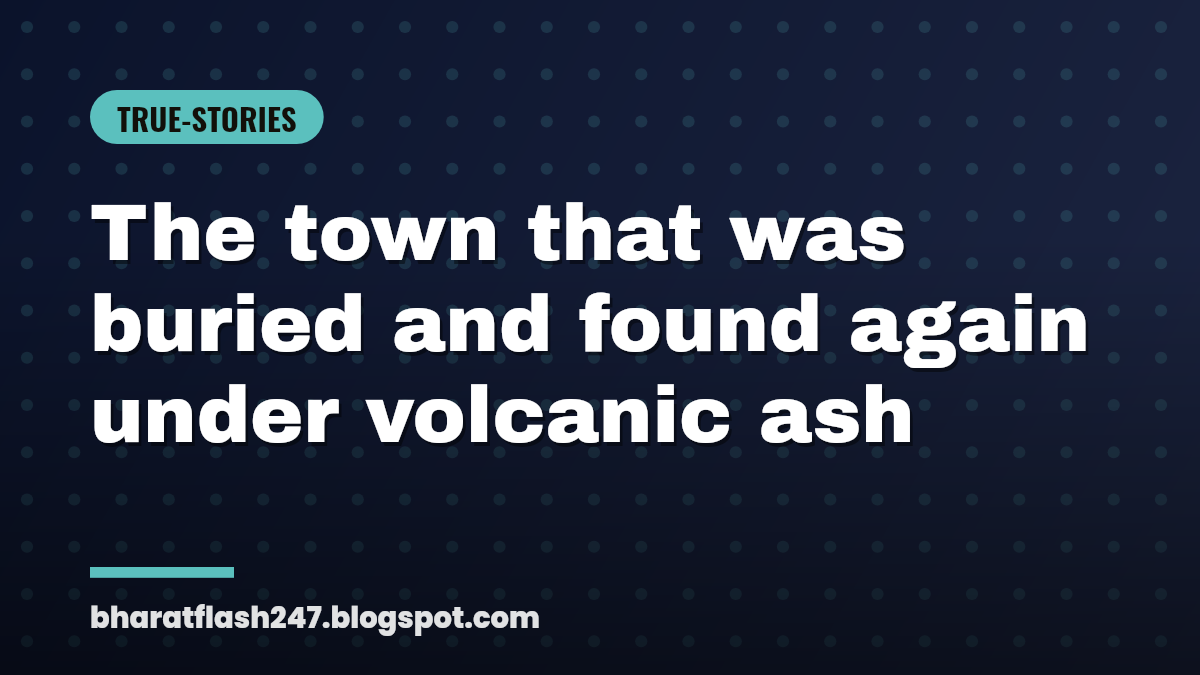 TRUE-STORIES
The town that was
buried and found again
under volcanic ash
bharatflash247.blogspot.com